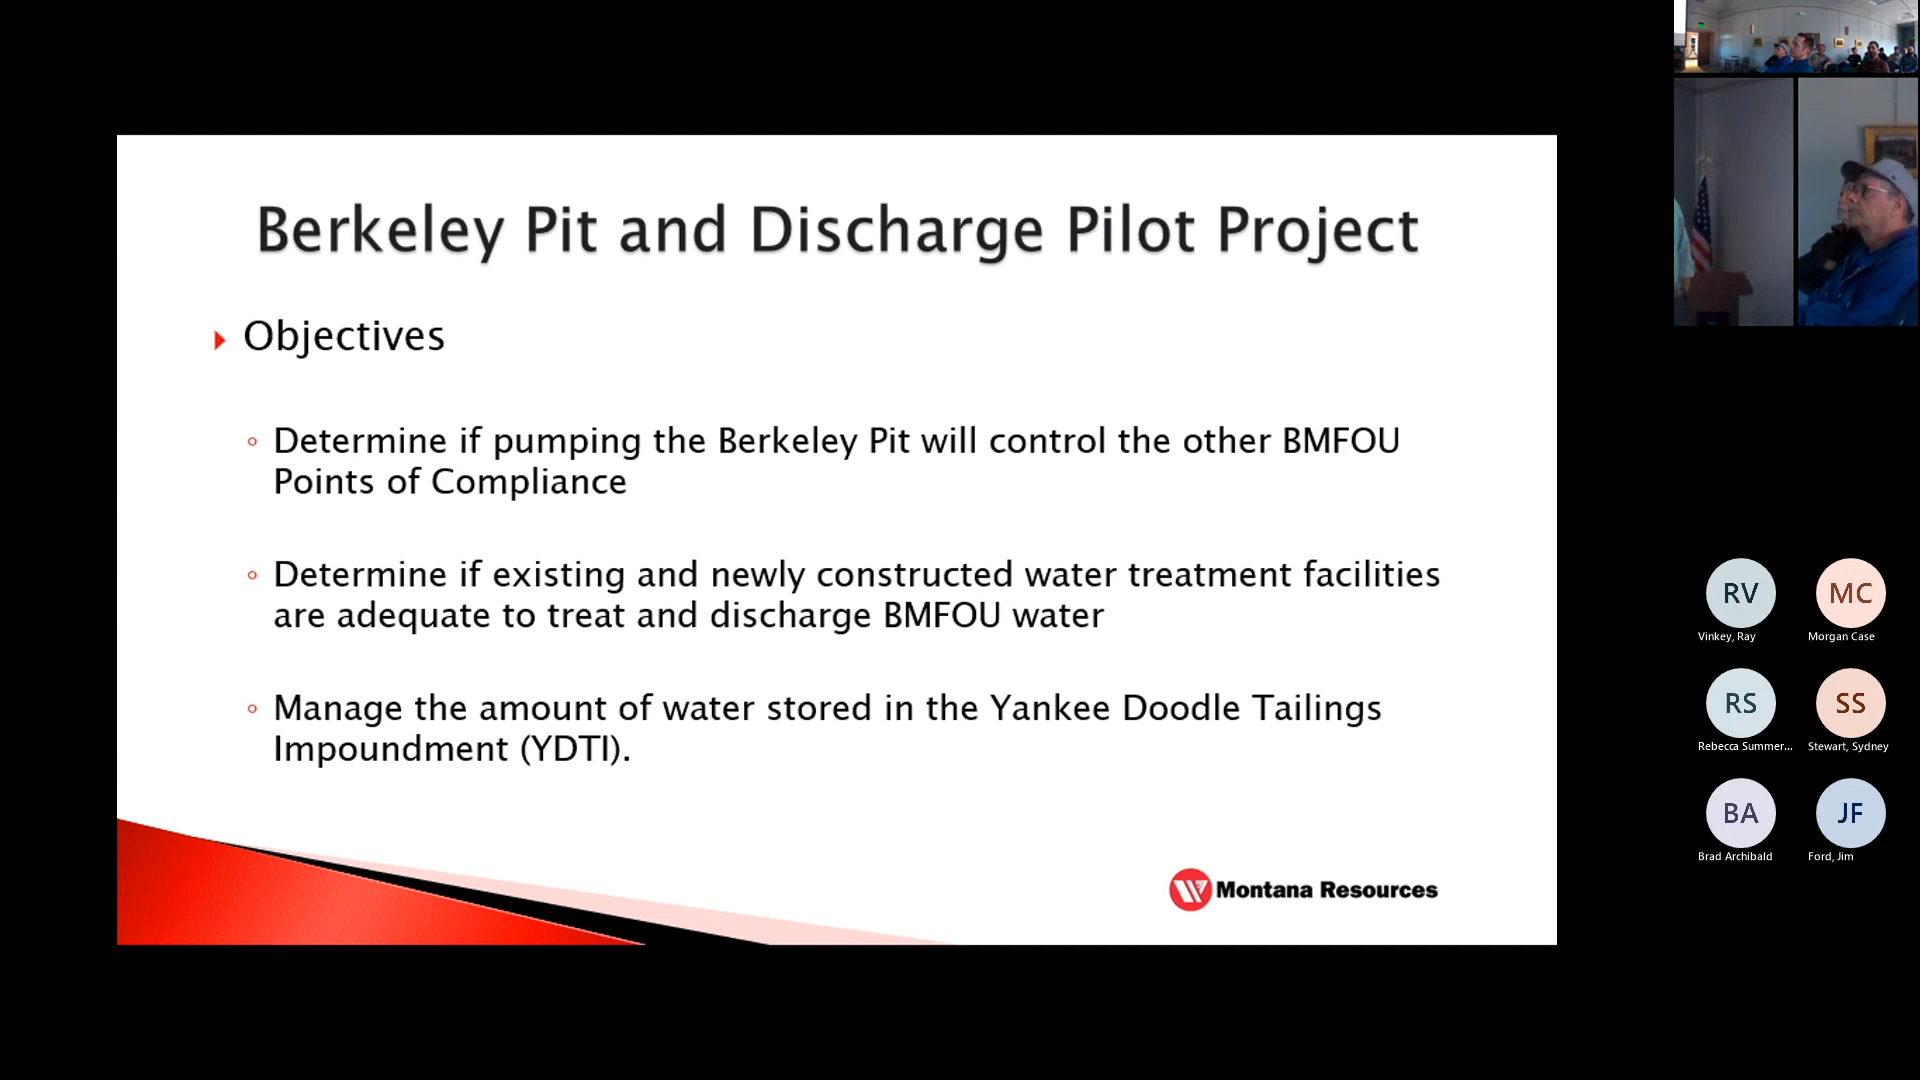 Berkeley Pit and Discharge Pilot Project
Objectives
Determine if pumping the Berkeley Pit will control the other BMFOU
Points of Compliance
Determine if existing and newly constructed water treatment facilities
are adequate to treat and discharge BMFOU water
Manage the amount of water stored in the Yankee Doodle Tailings
Impoundment (YDTI).
Montana Resources
RV
Vinkey, Ray
MC
Morgan Case
RS
Rebecca Summer...
SS
Stewart, Sydney
BA
Brad Archibald
JF
Ford, Jim